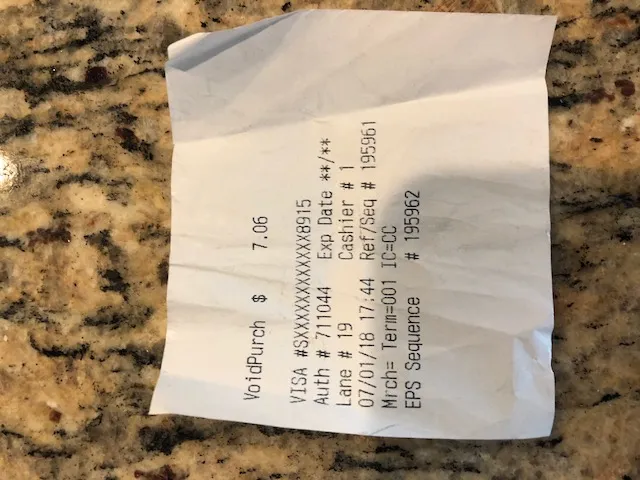 VoidPurch $ 7.06
VISA #SXXXXXXXXXXXXXX8915
Auth # 711044 Exp Date **/**
Lane # 19 Cashier # 1
07/01/18 17:44 Ref/Seq # 195961
Mrch= Term=001 IC=CC
EPS Sequence # 195962